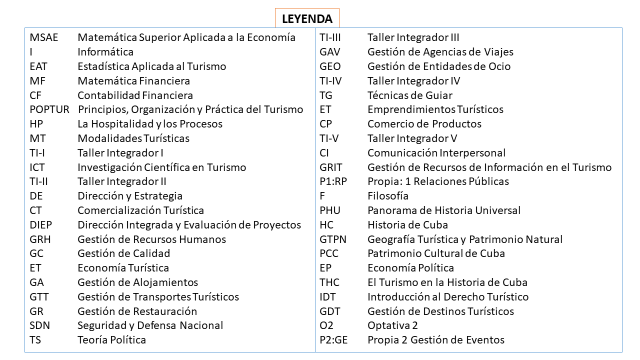 LEYENDA
MSAE Matemática Superior Aplicada a la Economía
I Informática
EAT Estadística Aplicada al Turismo
MF Matemática Financiera
CF Contabilidad Financiera
POPTUR Principios, Organización y Práctica del Turismo
HP La Hospitalidad y los Procesos
MT Modalidades Turísticas
TI-I Taller Integrador I
ICT Investigación Científica en Turismo
TI-II Taller Integrador II
DE Dirección y Estrategia
CT Comercialización Turística
DIEP Dirección Integrada y Evaluación de Proyectos
GRH Gestión de Recursos Humanos
GC Gestión de Calidad
ET Economía Turística
GA Gestión de Alojamientos
GTT Gestión de Transportes Turísticos
GR Gestión de Restauración
SDN Seguridad y Defensa Nacional
TS Teoría Política
TI-III Taller Integrador III
GAV Gestión de Agencias de Viajes
GEO Gestión de Entidades de Ocio
TI-IV Taller Integrador IV
TG Técnicas de Guiar
ET Emprendimientos Turísticos
CP Comercio de Productos
TI-V Taller Integrador V
CI Comunicación Interpersonal
GRIT Gestión de Recursos de Información en el Turismo
P1:RP Propia: 1 Relaciones Públicas
F Filosofía
PHU Panorama de Historia Universal
HC Historia de Cuba
GTPN Geografía Turística y Patrimonio Natural
PCC Patrimonio Cultural de Cuba
EP Economía Política
THC El Turismo en la Historia de Cuba
IDT Introducción al Derecho Turístico
GDT Gestión de Destinos Turísticos
O2 Optativa 2
P2:GE Propia 2 Gestión de Eventos